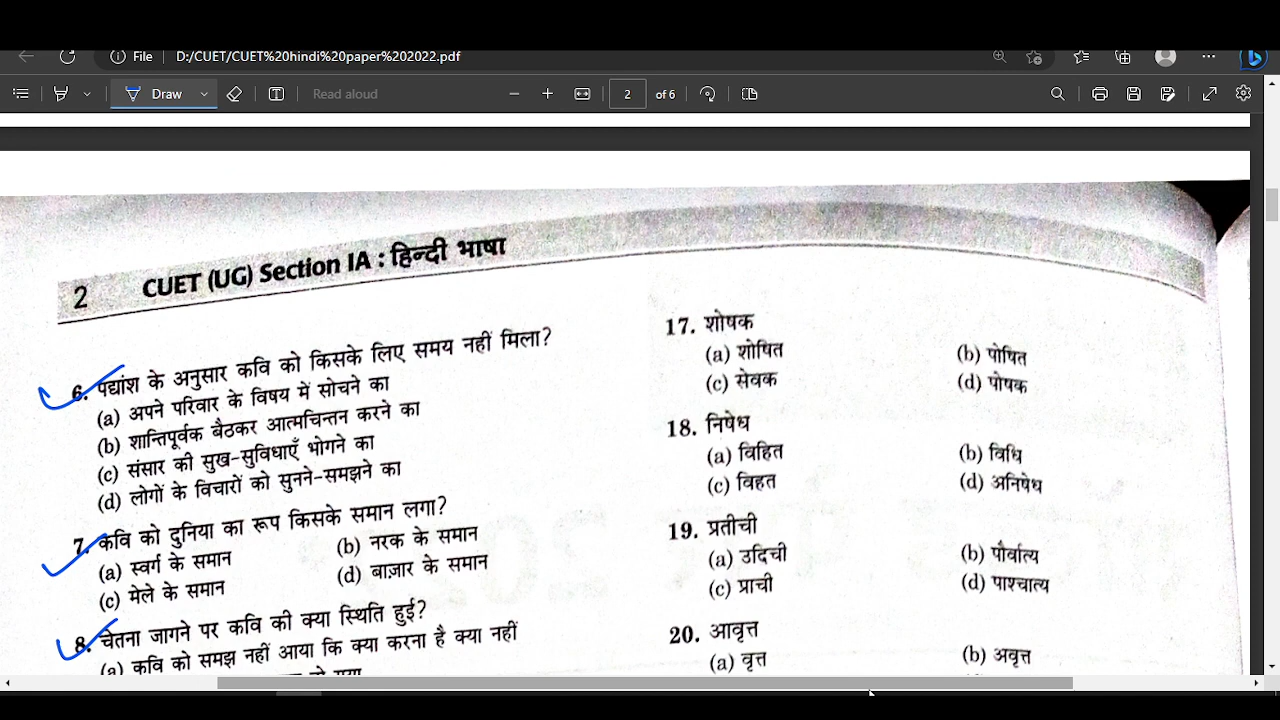 File
D:/CUET/CUET%20hindi%20paper%202022.pdf
Draw
Read aloud
2
of 6
2 CUET (UG) Section IA : हिन्दी भाषा
6. पद्यांश के अनुसार कवि को किसके लिए समय नहीं मिला?
(a) अपने परिवार के विषय में सोचने का
(b) शान्तिपूर्वक बैठकर आत्मचिन्तन करने का
(c) संसार की सुख-सुविधाएँ भोगने का
(d) लोगों के विचारों को सुनने-समझने का
7. कवि को दुनिया का रूप किसके समान लगा?
(a) स्वर्ग के समान (b) नरक के समान
(c) मेले के समान (d) बाज़ार के समान
8. चेतना जागने पर कवि की क्या स्थिति हुई?
(a) कवि को समझ नहीं आया कि क्या करना है क्या नहीं
17. शोषक
(a) शोषित (b) पोषित
(c) सेवक (d) पोषक
18. निषेध
(a) विहित (b) विधि
(c) विहत (d) अनिषेध
19. प्रतीची
(a) उदिची (b) पौर्वात्य
(c) प्राची (d) पाश्चात्य
20. आवृत्त
(a) वृत्त (b) अवृत्त